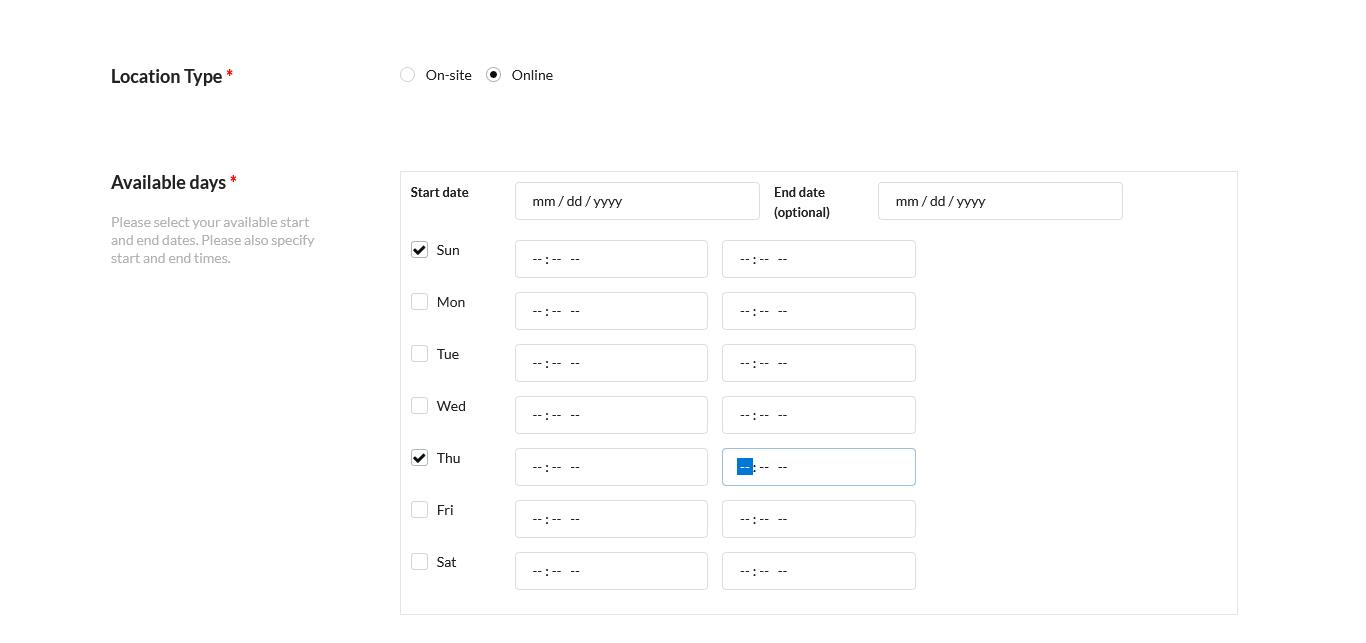 Location Type *
On-site Online
Available days *
Please select your available start
and end dates. Please also specify
start and end times.
Start date mm / dd / yyyy End date
(optional) mm / dd / yyyy
Sun --:-- -- --:-- --
Mon --:-- -- --:-- --
Tue --:-- -- --:-- --
Wed --:-- -- --:-- --
Thu --:-- -- --:-- --
Fri --:-- -- --:-- --
Sat --:-- -- --:-- --